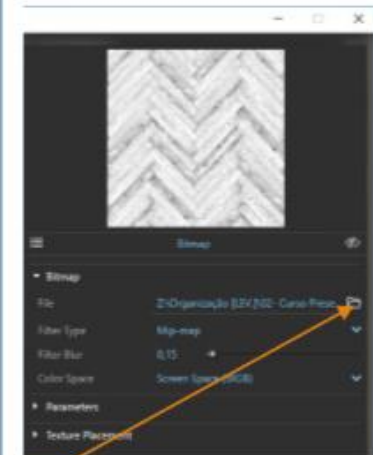 Bitmap
Bitmap
File Z:\Organização [UIV]\02- Curso Prese...
Filter Type Mip-map
Filter Blur 0,15
Color Space Screen Space (sRGB)
Parameters
Texture Placement